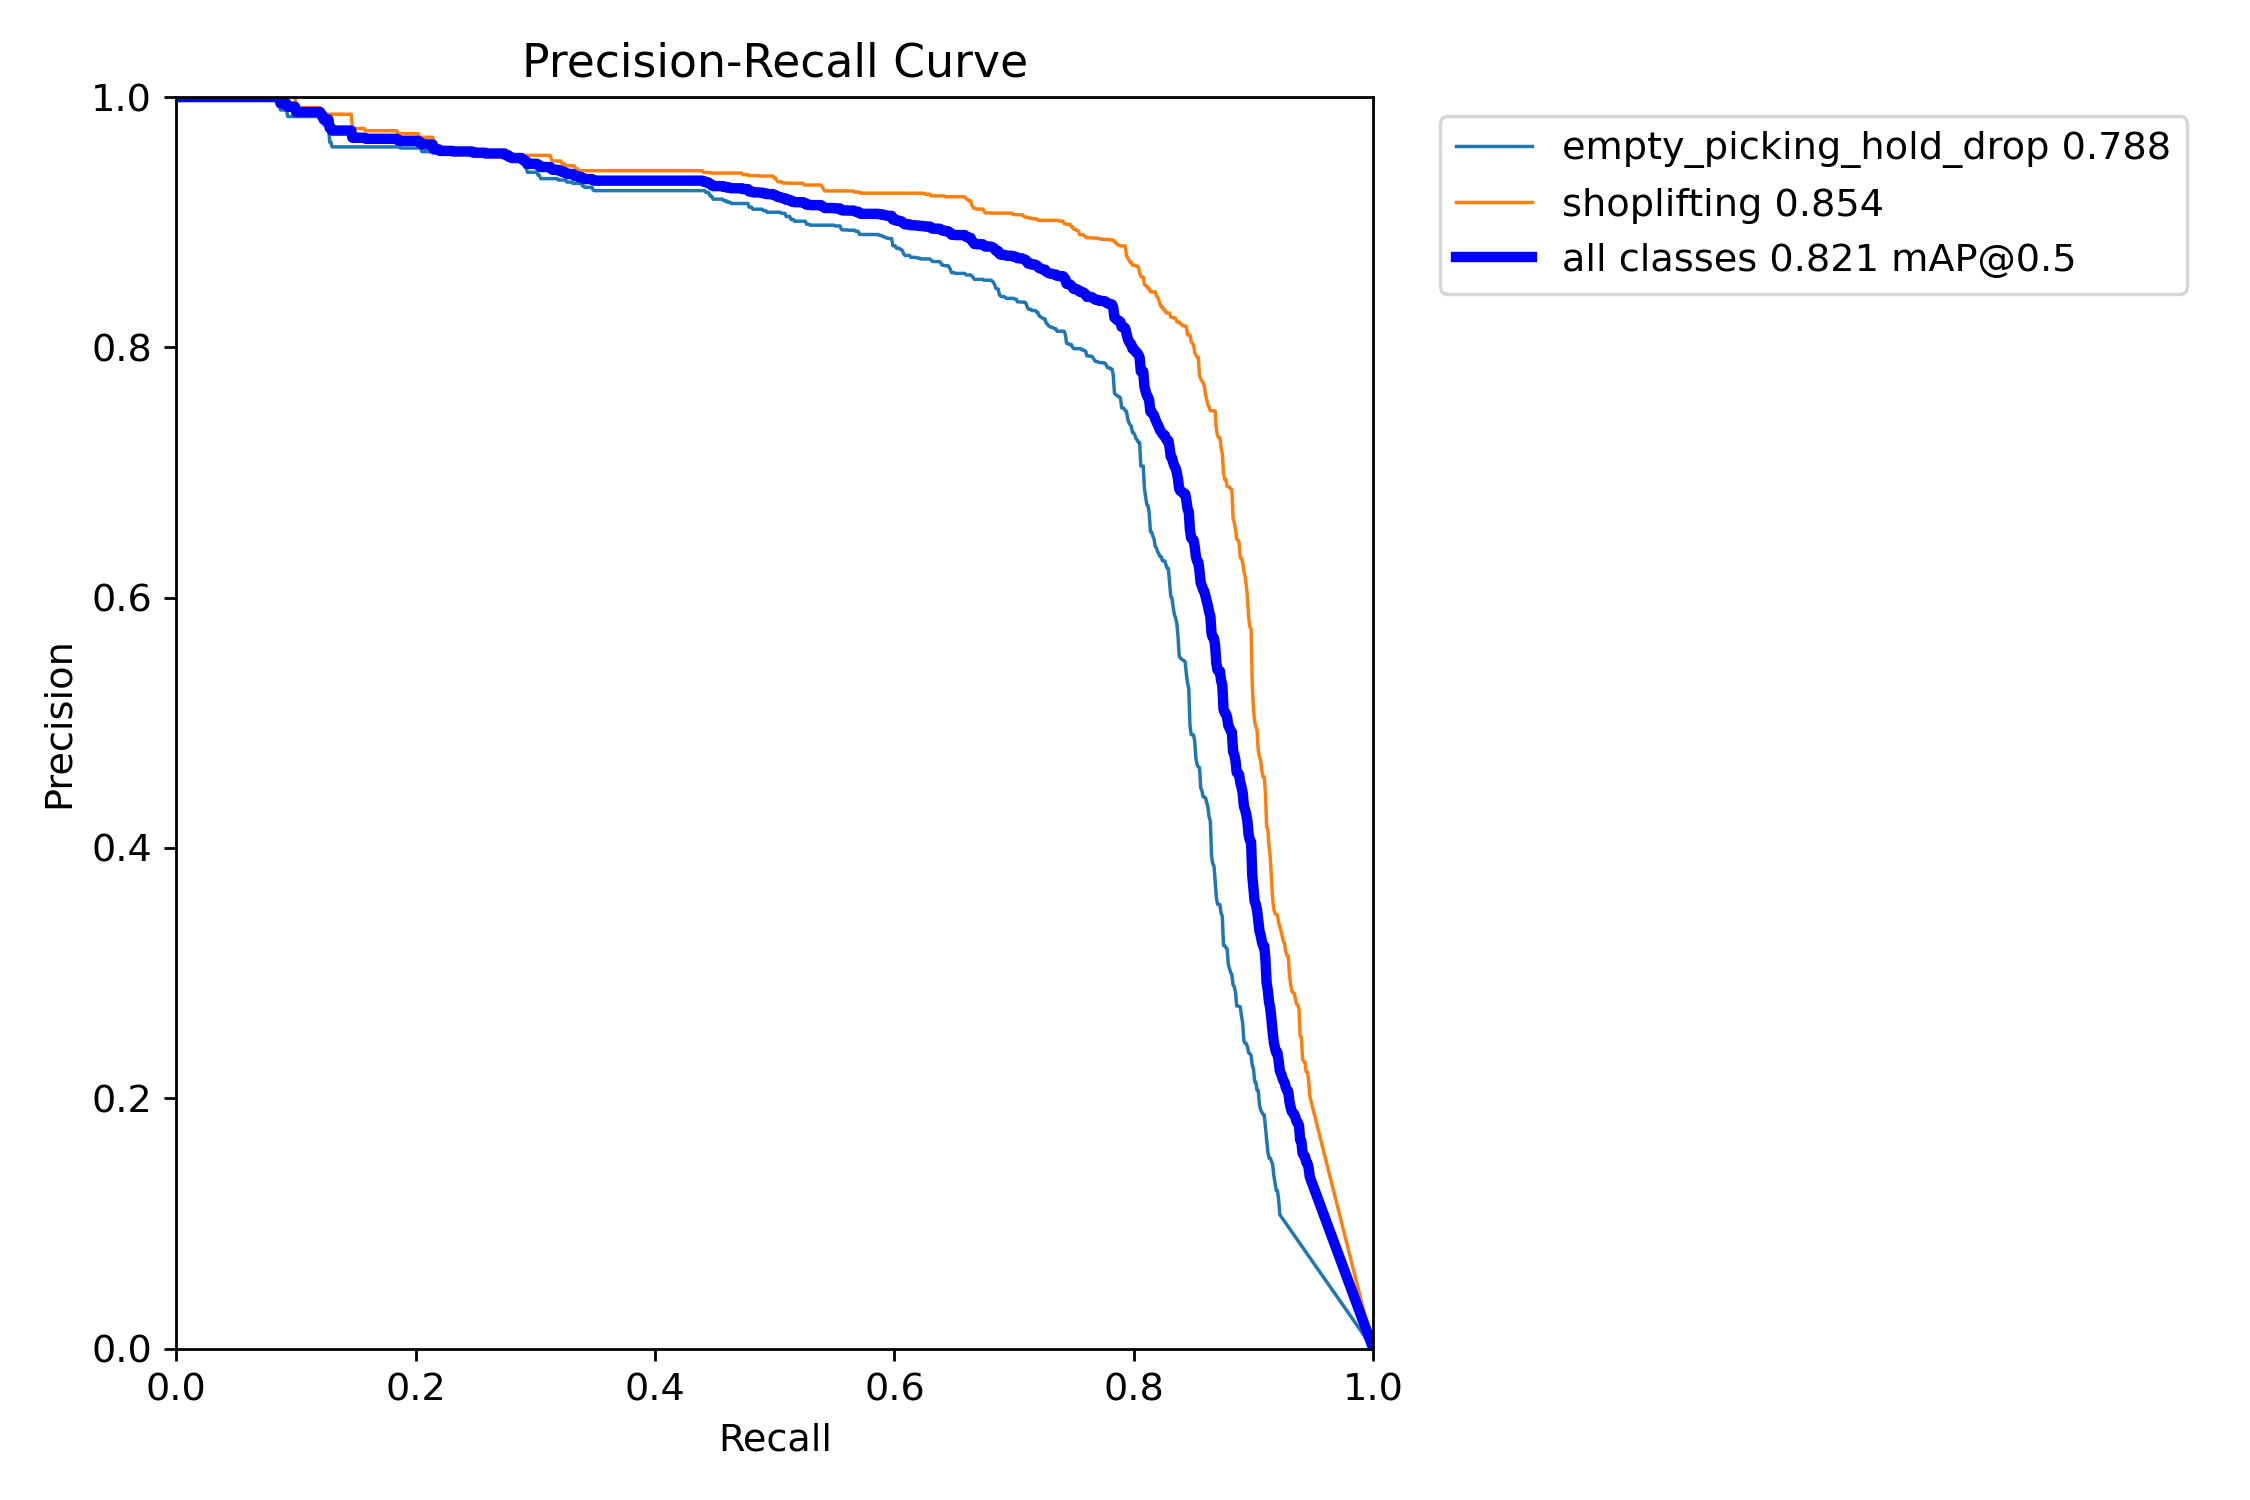 Precision-Recall Curve
1.0
0.8
0.6
0.4
0.2
0.0
Precision
0.0 0.2 0.4 0.6 0.8 1.0
Recall
empty_picking_hold_drop 0.788
shoplifting 0.854
all classes 0.821 mAP@0.5